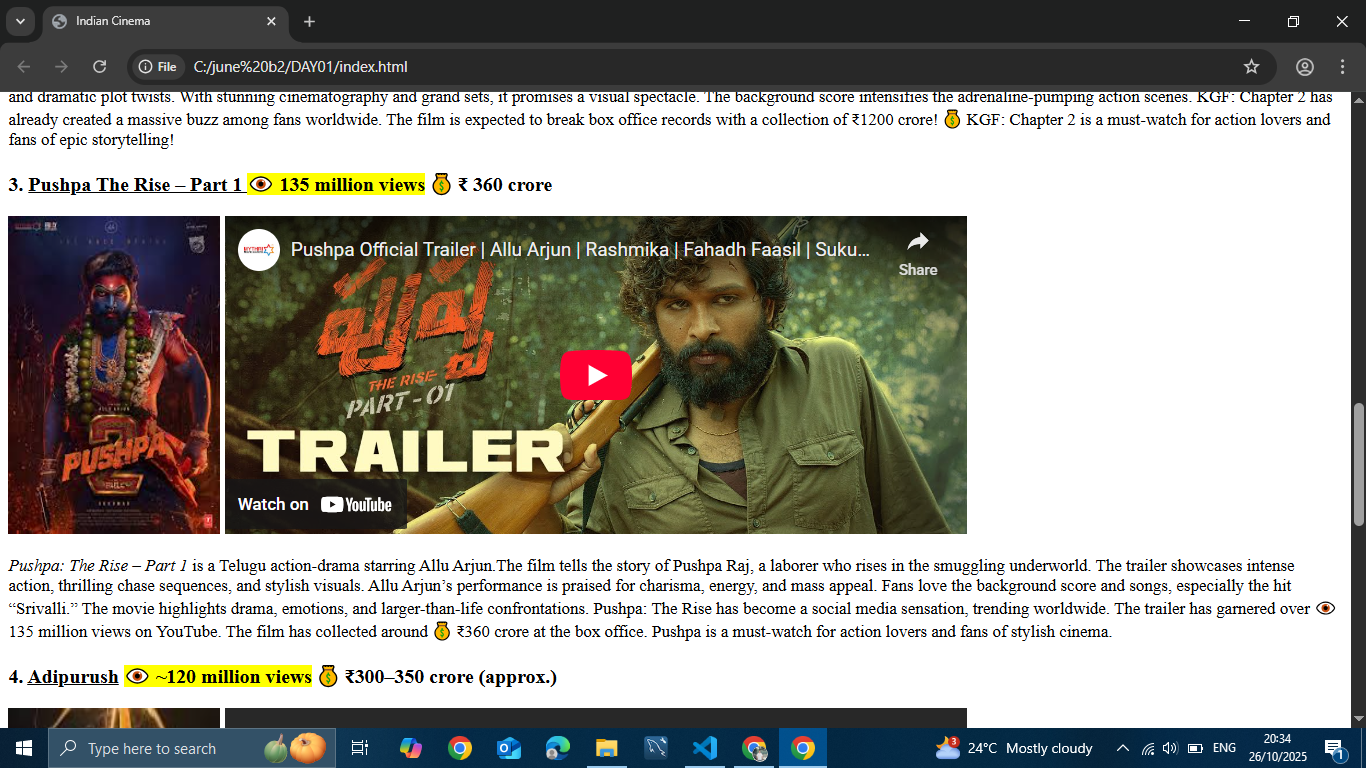 Indian Cinema
File C:/june%20b2/DAY01/index.html
and dramatic plot twists. With stunning cinematography and grand sets, it promises a visual spectacle. The background score intensifies the adrenaline-pumping action scenes. KGF: Chapter 2 has
already created a massive buzz among fans worldwide. The film is expected to break box office records with a collection of ₹1200 crore! 💰 KGF: Chapter 2 is a must-watch for action lovers and
fans of epic storytelling!
3. Pushpa The Rise – Part 1 👁 135 million views 💰 ₹ 360 crore
PUSHPA
2
Pushpa Official Trailer | Allu Arjun | Rashmika | Fahadh Faasil | Suku...
Share
పుష్ప
THE RISE
PART-01
TRAILER
Watch on YouTube
Pushpa: The Rise – Part 1 is a Telugu action-drama starring Allu Arjun.The film tells the story of Pushpa Raj, a laborer who rises in the smuggling underworld. The trailer showcases intense
action, thrilling chase sequences, and stylish visuals. Allu Arjun’s performance is praised for charisma, energy, and mass appeal. Fans love the background score and songs, especially the hit
“Srivalli.” The movie highlights drama, emotions, and larger-than-life confrontations. Pushpa: The Rise has become a social media sensation, trending worldwide. The trailer has garnered over 👁
135 million views on YouTube. The film has collected around 💰 ₹360 crore at the box office. Pushpa is a must-watch for action lovers and fans of stylish cinema.
4. Adipurush 👁 ~120 million views 💰 ₹300–350 crore (approx.)
Type here to search
3
24°C Mostly cloudy
ENG
20:34
26/10/2025
1